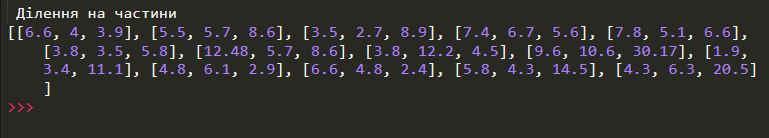 Ділення на частини
[[6.6, 4, 3.9], [5.5, 5.7, 8.6], [3.5, 2.7, 8.9], [7.4, 6.7, 5.6], [7.8, 5.1, 6.6],
[3.8, 3.5, 5.8], [12.48, 5.7, 8.6], [3.8, 12.2, 4.5], [9.6, 10.6, 30.17], [1.9,
3.4, 11.1], [4.8, 6.1, 2.9], [6.6, 4.8, 2.4], [5.8, 4.3, 14.5], [4.3, 6.3, 20.5]
]
>>>